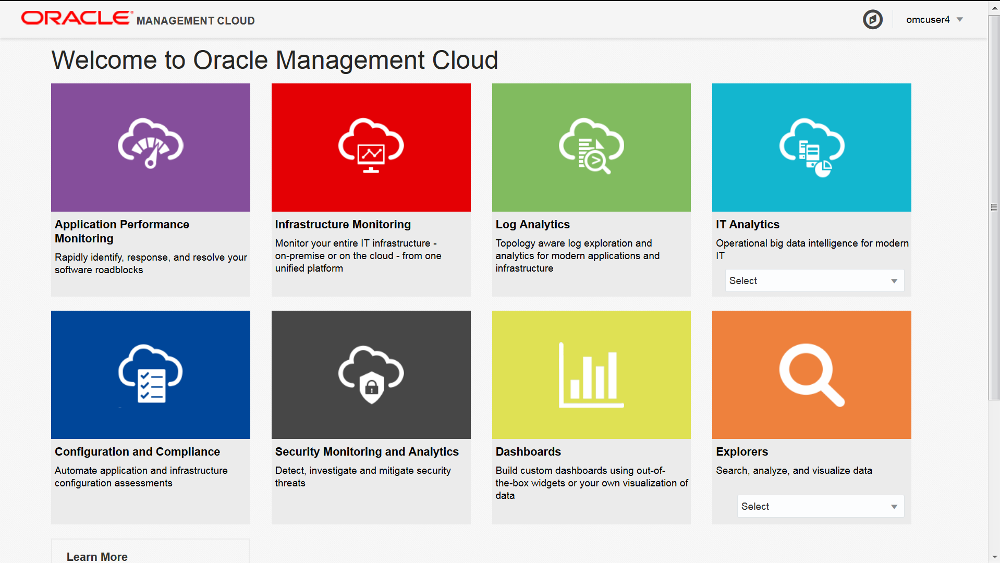 ORACLE MANAGEMENT CLOUD
omcuser4
Welcome to Oracle Management Cloud
Application Performance
Monitoring
Rapidly identify, response, and resolve your
software roadblocks
Infrastructure Monitoring
Monitor your entire IT infrastructure -
on-premise or on the cloud - from one
unified platform
Log Analytics
Topology aware log exploration and
analytics for modern applications and
infrastructure
IT Analytics
Operational big data intelligence for modern
IT
Select
Configuration and Compliance
Automate application and infrastructure
configuration assessments
Security Monitoring and Analytics
Detect, investigate and mitigate security
threats
Dashboards
Build custom dashboards using out-of-
the-box widgets or your own visualization of
data
Explorers
Search, analyze, and visualize data
Select
Learn More